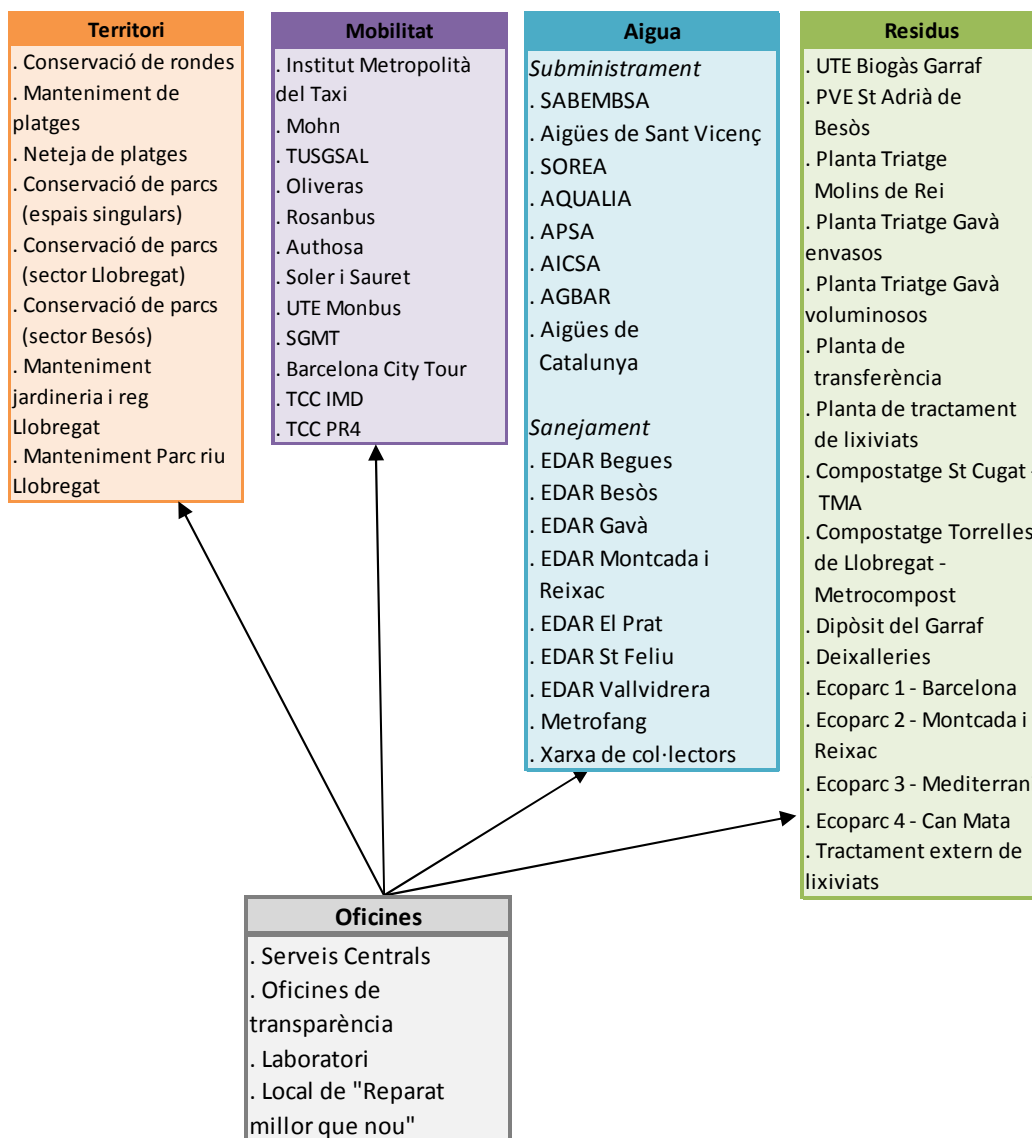 Territori
. Conservació de rondes
. Manteniment de
platges
. Neteja de platges
. Conservació de parcs
(espais singulars)
. Conservació de parcs
(sector Llobregat)
. Conservació de parcs
(sector Besós)
. Manteniment
jardineria i reg
Llobregat
. Manteniment Parc riu
Llobregat
Mobilitat
. Institut Metropolità
del Taxi
. Mohn
. TUSGSAL
. Oliveras
. Rosanbus
. Authosa
. Soler i Sauret
. UTE Monbus
. SGMT
. Barcelona City Tour
. TCC IMD
. TCC PR4
Aigua
Subministrament
. SABEMBSA
. Aigües de Sant Vicenç
. SOREA
. AQUALIA
. APSA
. AICSA
. AGBAR
. Aigües de
Catalunya
Sanejament
. EDAR Begues
. EDAR Besòs
. EDAR Gavà
. EDAR Montcada i
Reixac
. EDAR El Prat
. EDAR St Feliu
. EDAR Vallvidrera
. Metrofang
. Xarxa de col·lectors
Residus
. UTE Biogàs Garraf
. PVE St Adrià de
Besòs
. Planta Triatge
Molins de Rei
. Planta Triatge Gavà
envasos
. Planta Triatge Gavà
voluminosos
. Planta de
transferència
. Planta de tractament
de lixiviats
. Compostatge St Cugat -
TMA
. Compostatge Torrelles
de Llobregat -
Metrocompost
. Dipòsit del Garraf
. Deixalleries
. Ecoparc 1 - Barcelona
. Ecoparc 2 - Montcada i
Reixac
. Ecoparc 3 - Mediterran
. Ecoparc 4 - Can Mata
. Tractament extern de
lixiviats
Oficines
. Serveis Centrals
. Oficines de
transparència
. Laboratori
. Local de "Reparat
millor que nou"